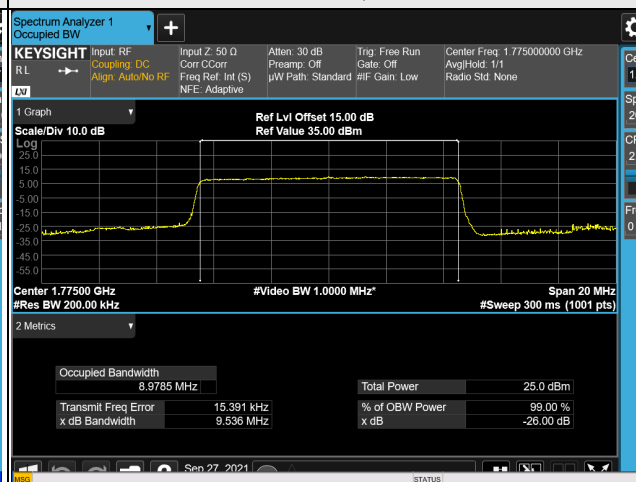 Spectrum Analyzer 1
Occupied BW
+
KEYSIGHT
R L
LXI
Input: RF
Coupling: DC
Align: Auto/No RF
Input Z: 50 Ω
Corr CCorr
Freq Ref: Int (S)
NFE: Adaptive
Atten: 30 dB
Preamp: Off
µW Path: Standard
Trig: Free Run
Gate: Off
#IF Gain: Low
Center Freq: 1.775000000 GHz
Avg|Hold: 1/1
Radio Std: None
1 Graph
Ref Lvl Offset 15.00 dB
Scale/Div 10.0 dB
Ref Value 35.00 dBm
Log
25.0
15.0
5.00
-5.00
-15.0
-25.0
-35.0
-45.0
-55.0
Center 1.77500 GHz
#Video BW 1.0000 MHz*
Span 20 MHz
#Res BW 200.00 kHz
#Sweep 300 ms (1001 pts)
2 Metrics
Occupied Bandwidth
8.9785 MHz
Total Power 25.0 dBm
Transmit Freq Error 15.391 kHz
% of OBW Power 99.00 %
x dB Bandwidth 9.536 MHz
x dB -26.00 dB
Sep 27, 2021
MSG
STATUS